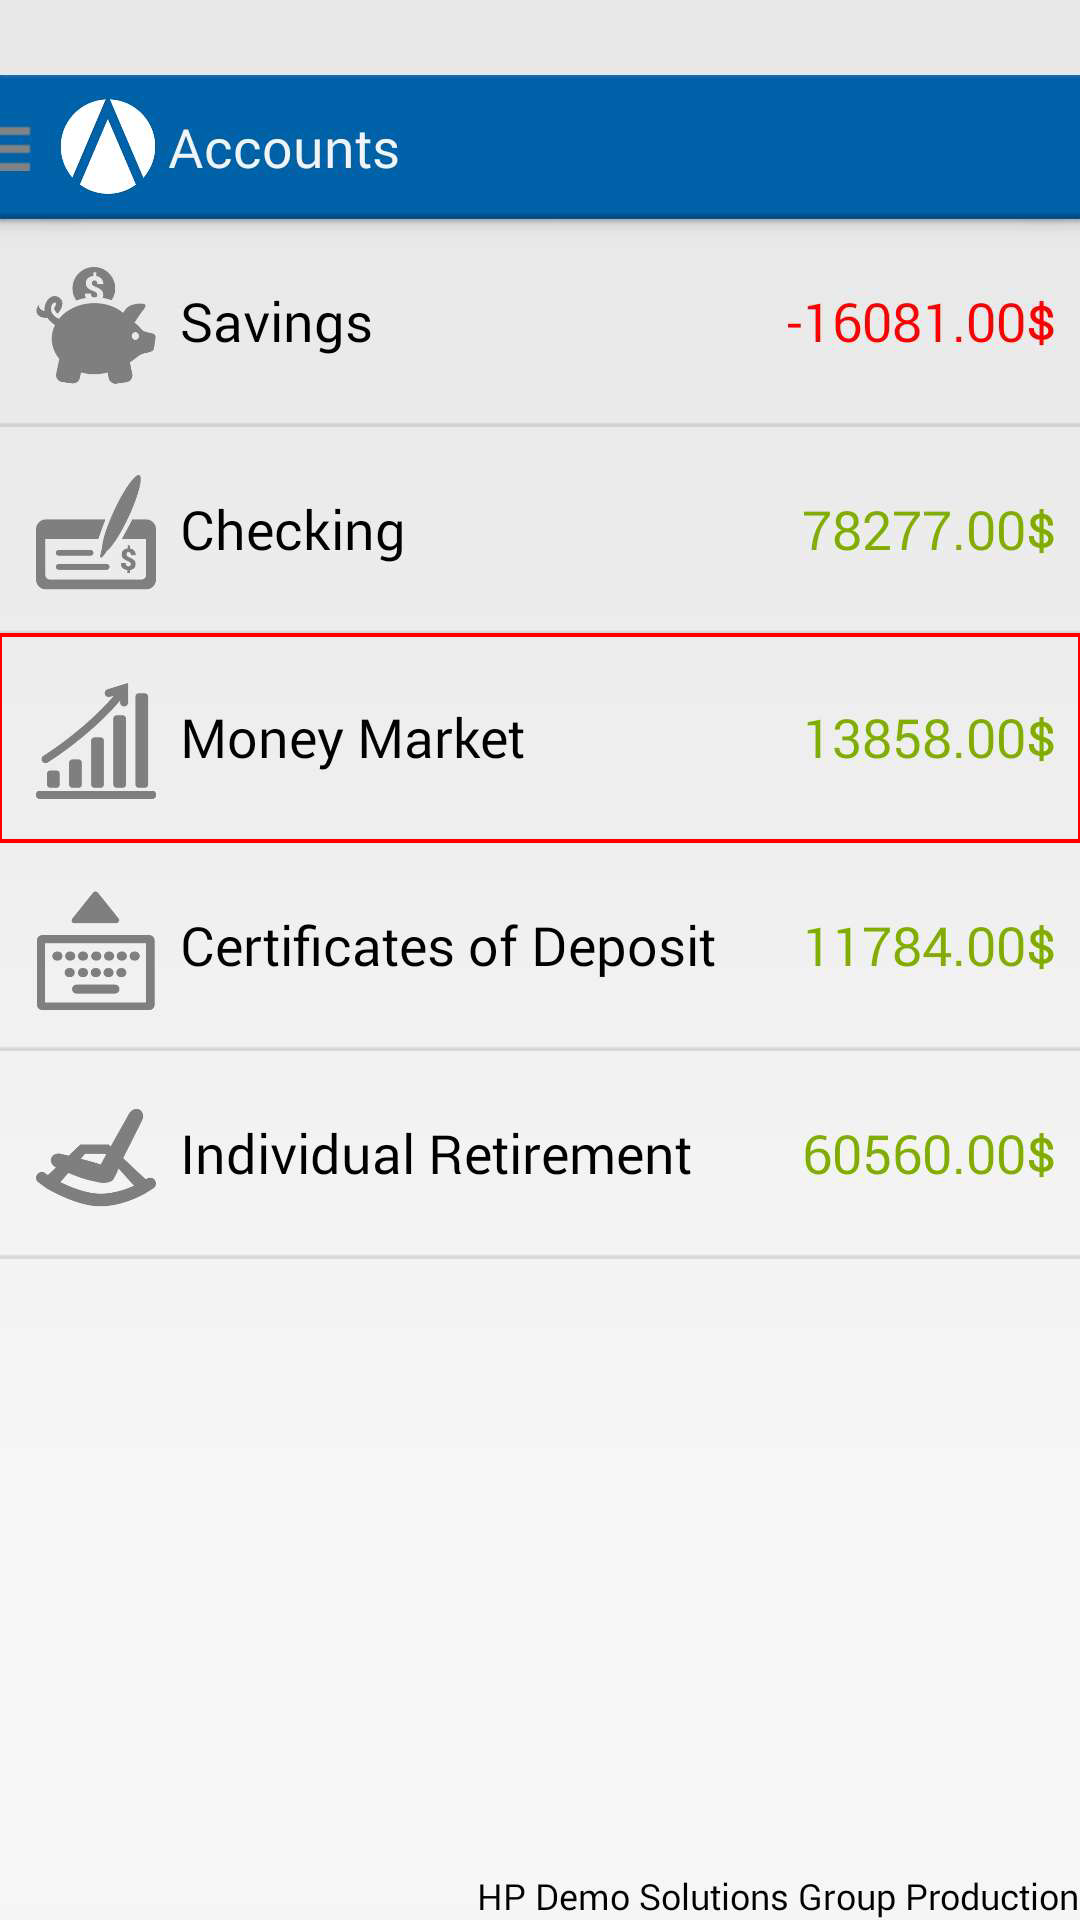 Accounts
Savings -16081.00$
Checking 78277.00$
Money Market 13858.00$
Certificates of Deposit 11784.00$
Individual Retirement 60560.00$
HP Demo Solutions Group Production